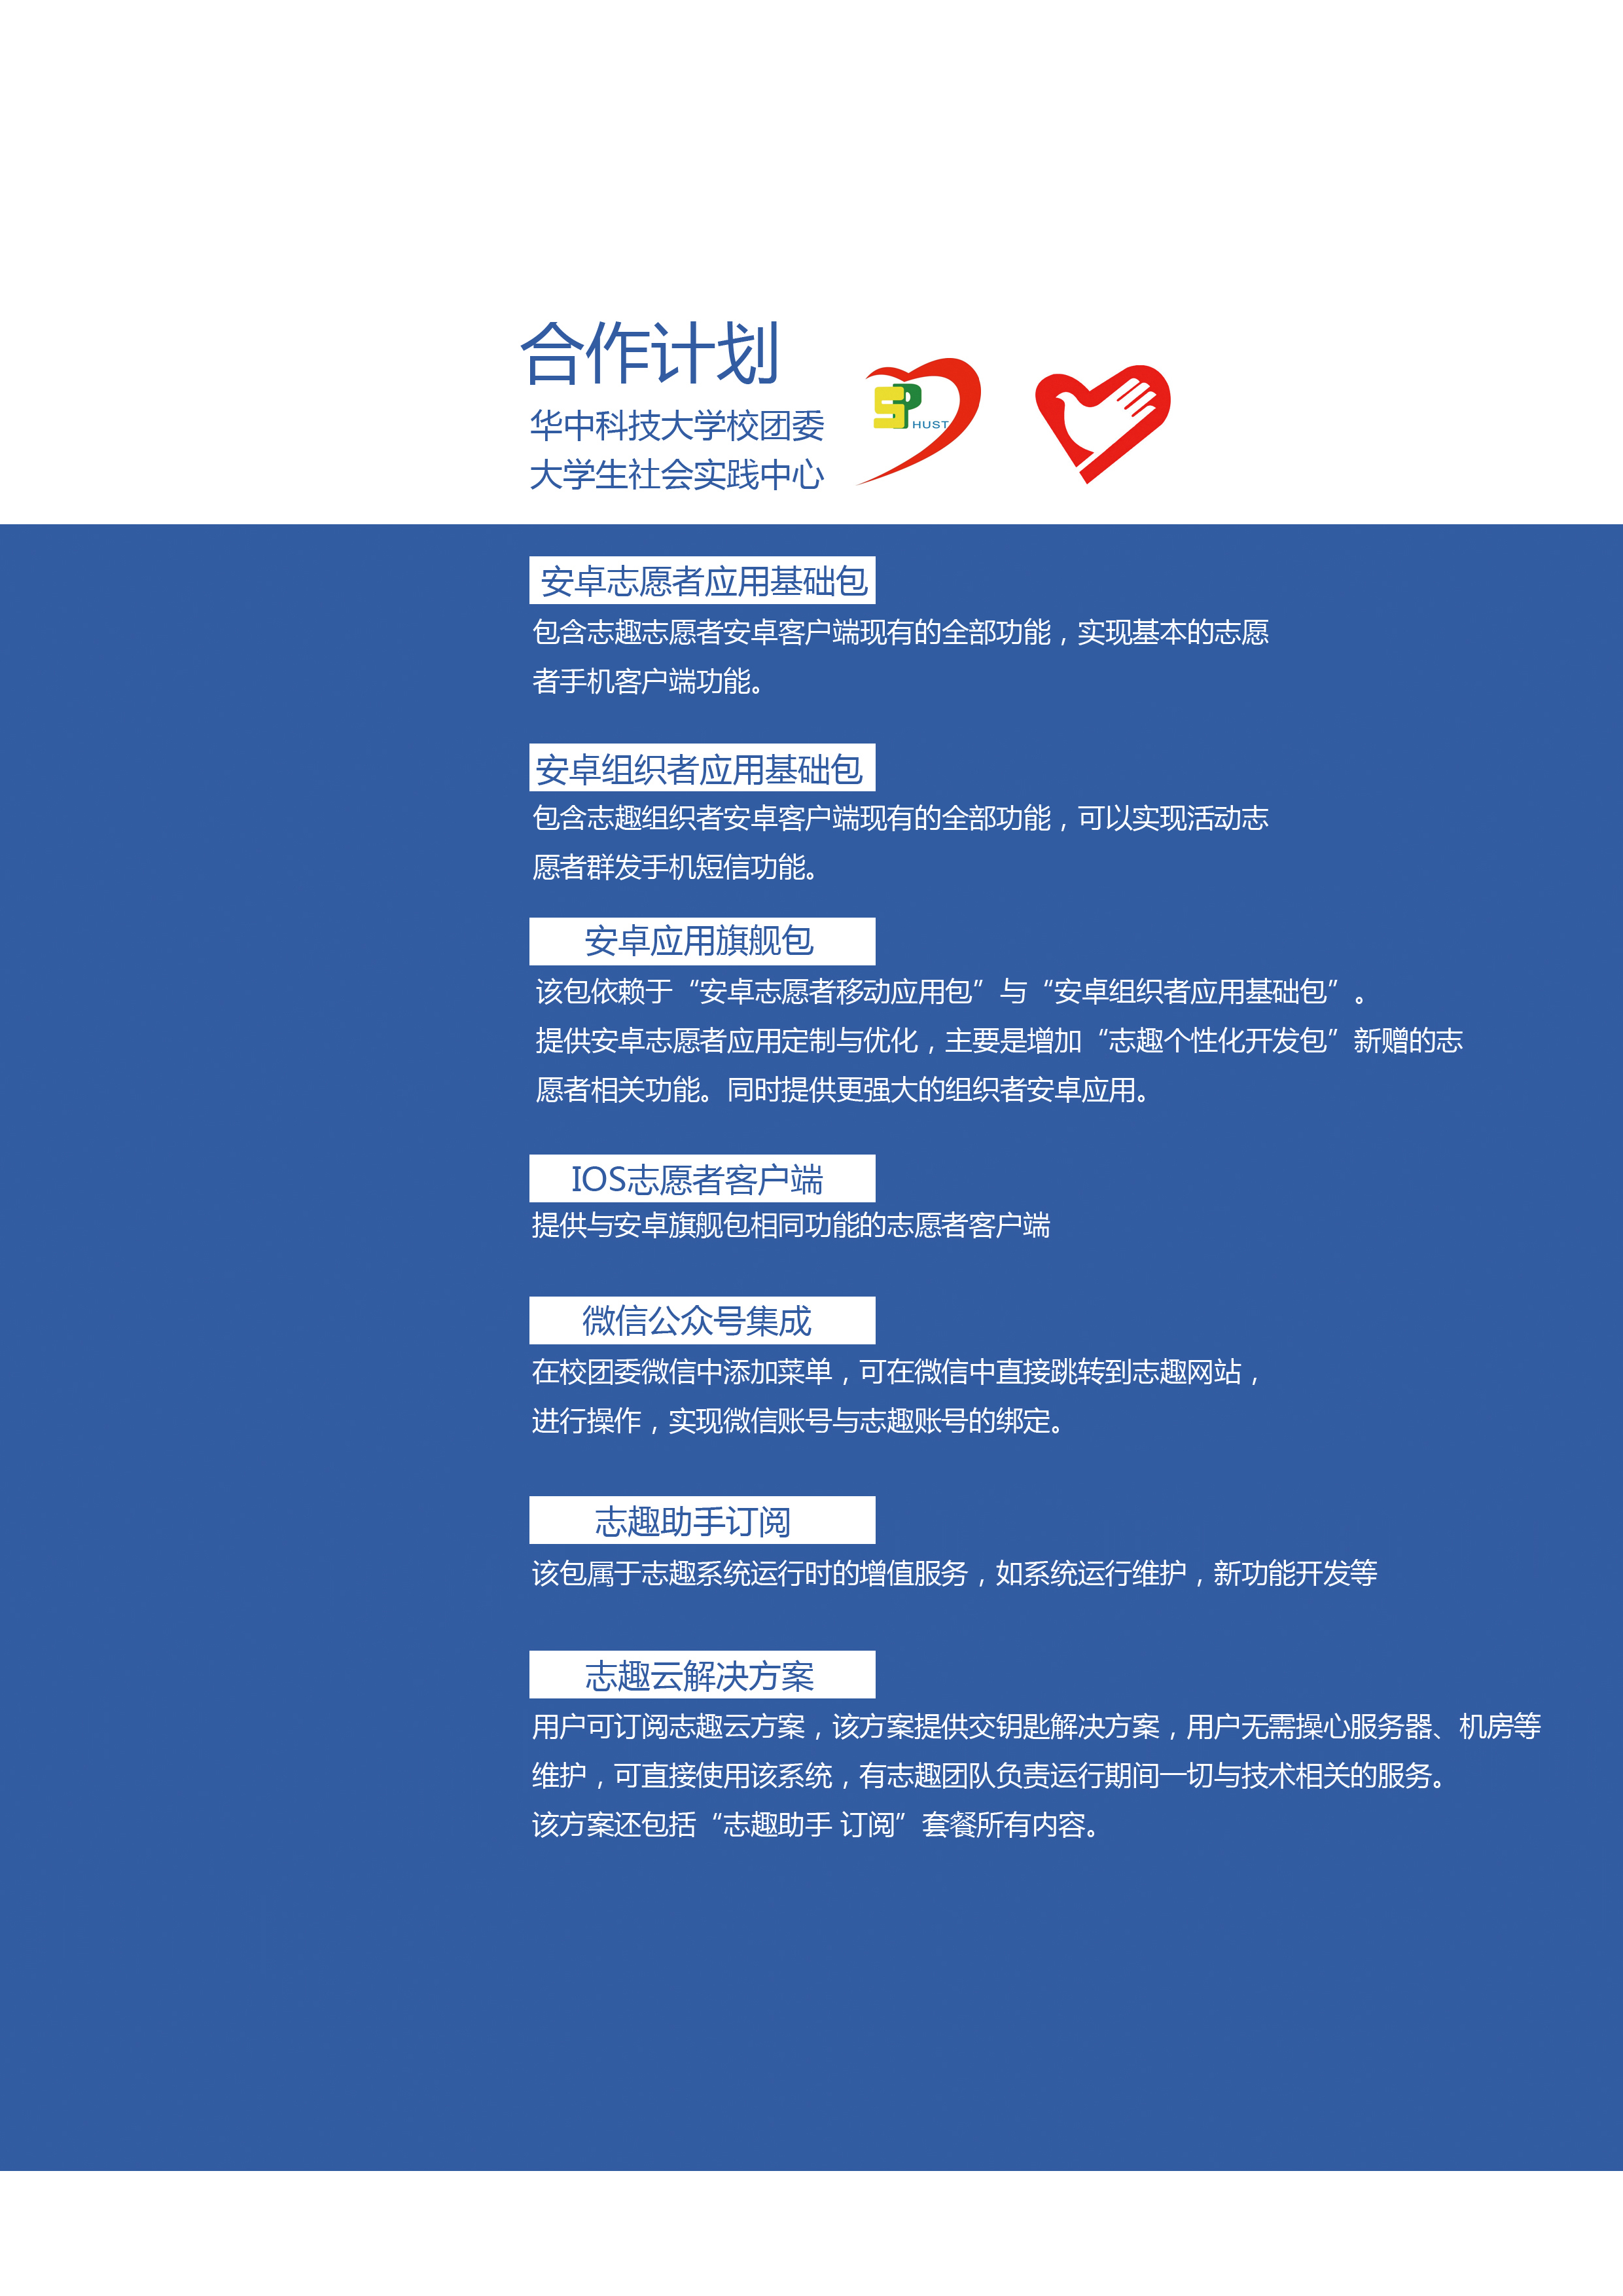 合作计划
华中科技大学校团委
大学生社会实践中心
SP
HUST
安卓志愿者应用基础包
包含志趣志愿者安卓客户端现有的全部功能，实现基本的志愿
者手机客户端功能。
安卓组织者应用基础包
包含志趣组织者安卓客户端现有的全部功能，可以实现活动志
愿者群发手机短信功能。
安卓应用旗舰包
该包依赖于“安卓志愿者移动应用包”与“安卓组织者应用基础包”。
提供安卓志愿者应用定制与优化，主要是增加“志趣个性化开发包”新赠的志
愿者相关功能。同时提供更强大的组织者安卓应用。
IOS志愿者客户端
提供与安卓旗舰包相同功能的志愿者客户端
微信公众号集成
在校团委微信中添加菜单，可在微信中直接跳转到志趣网站，
进行操作，实现微信账号与志趣账号的绑定。
志趣助手订阅
该包属于志趣系统运行时的增值服务，如系统运行维护，新功能开发等
志趣云解决方案
用户可订阅志趣云方案，该方案提供交钥匙解决方案，用户无需操心服务器、机房等
维护，可直接使用该系统，有志趣团队负责运行期间一切与技术相关的服务。
该方案还包括“志趣助手 订阅”套餐所有内容。